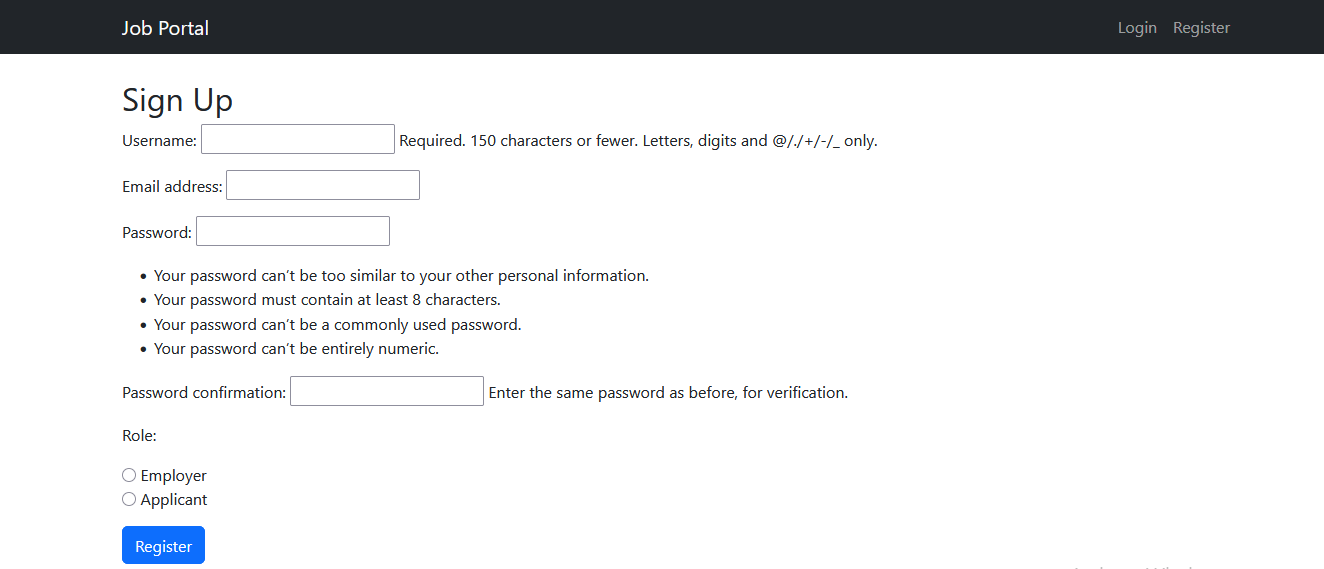 Job Portal Login Register
Sign Up
Username: Required. 150 characters or fewer. Letters, digits and @/./+/-/_ only.
Email address:
Password:
Your password can't be too similar to your other personal information.
Your password must contain at least 8 characters.
Your password can't be a commonly used password.
Your password can't be entirely numeric.
Password confirmation: Enter the same password as before, for verification.
Role:
Employer
Applicant
Register